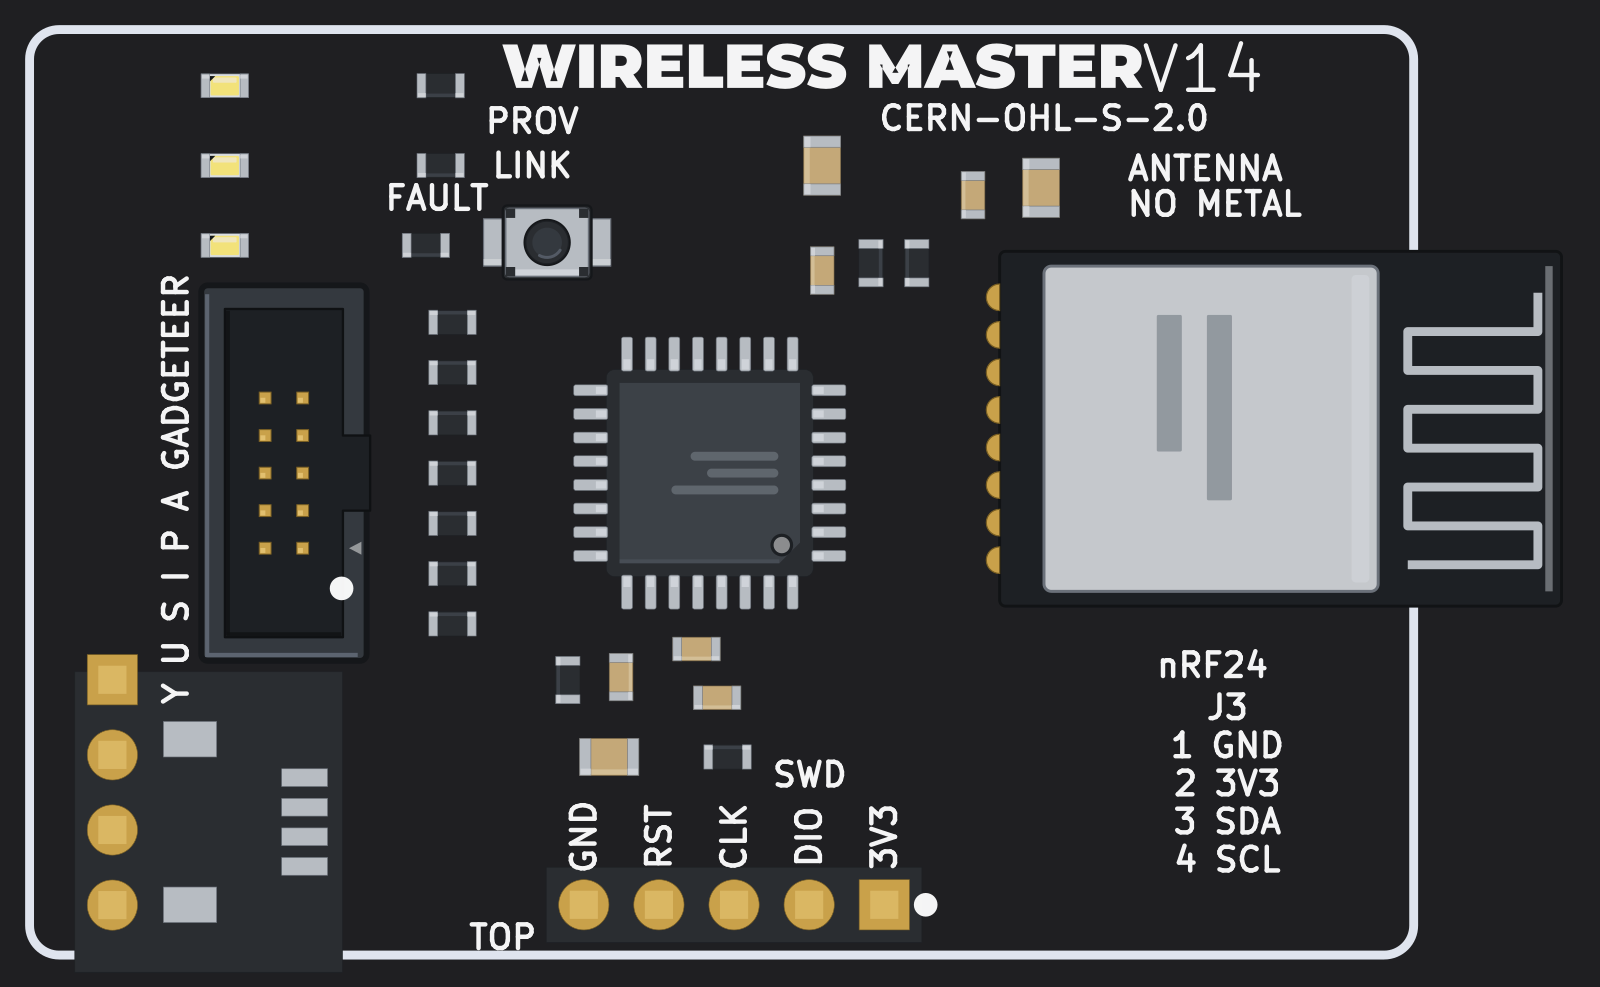 WIRELESS MASTERV14
CERN-OHL-S-2.0
PROV
LINK
FAULT
ANTENNA
NO METAL
Y U S I P A GADGETEER
nRF24
J3
1 GND
2 3V3
3 SDA
4 SCL
SWD
GND
RST
CLK
DIO
3V3
TOP